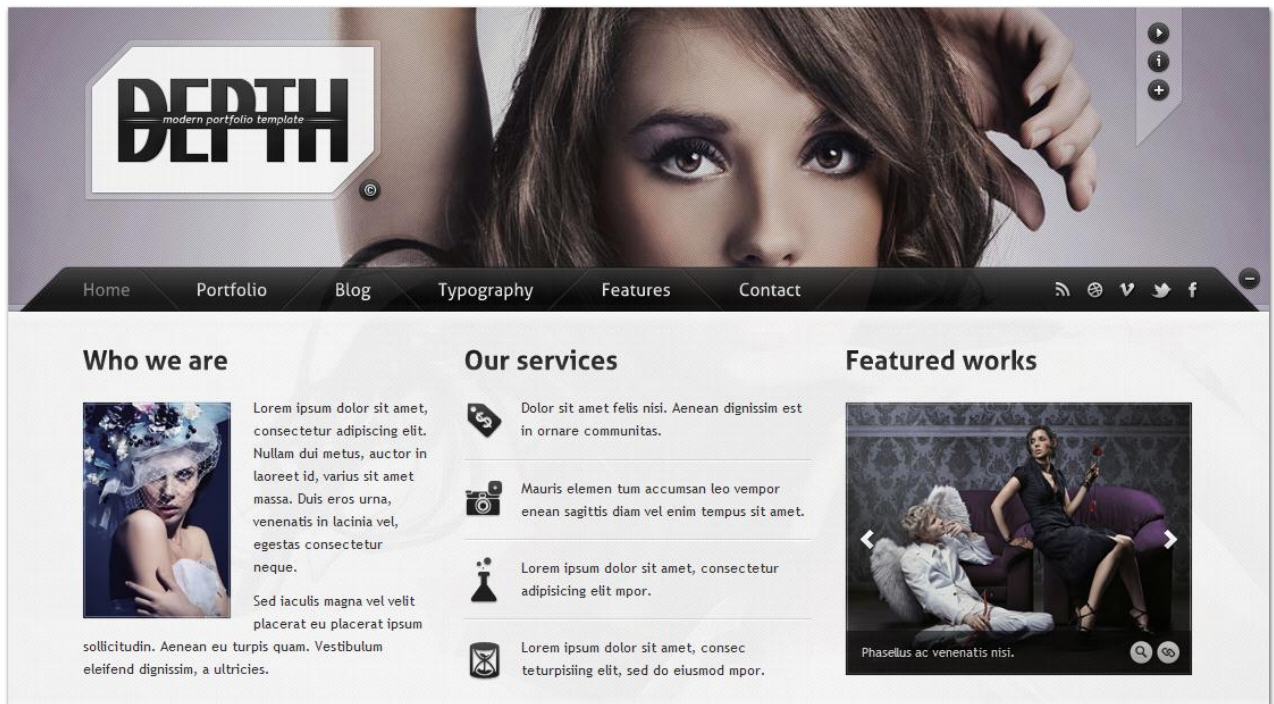 DEPTH
modern portfolio template
©
Home Portfolio Blog Typography Features Contact
Who we are
Lorem ipsum dolor sit amet,
consectetur adipiscing elit.
Nullam dui metus, auctor in
laoreet id, varius sit amet
massa. Duis eros urna,
venenatis in lacinia vel,
egestas consectetur
neque.
Sed iaculis magna vel velit
placerat eu placerat ipsum
sollicitudin. Aenean eu turpis quam. Vestibulum
eleifend dignissim, a ultricies.
Our services
Dolor sit amet felis nisi. Aenean dignissim est
in ornare communitas.
Mauris elemen tum accumsan leo vempor
enean sagittis diam vel enim tempus sit amet.
Lorem ipsum dolor sit amet, consectetur
adipisicing elit mpor.
Lorem ipsum dolor sit amet, consec
teturpisiing elit, sed do eiusmod mpor.
Featured works
Phasellus ac venenatis nisi.